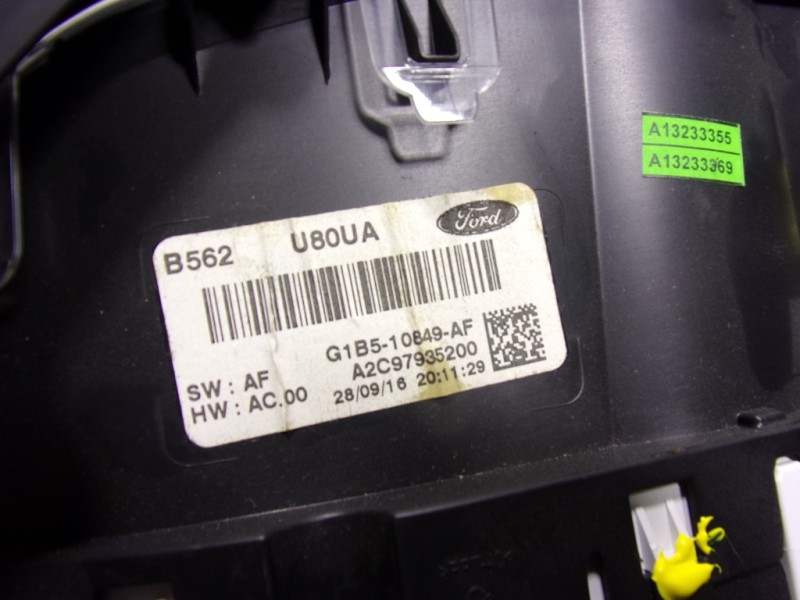 A13233355
A13233369
Ford
B562 U80UA
G1B5-10849-AF
A2C97935200
SW : AF
HW : AC.00
28/09/16 20:11:29